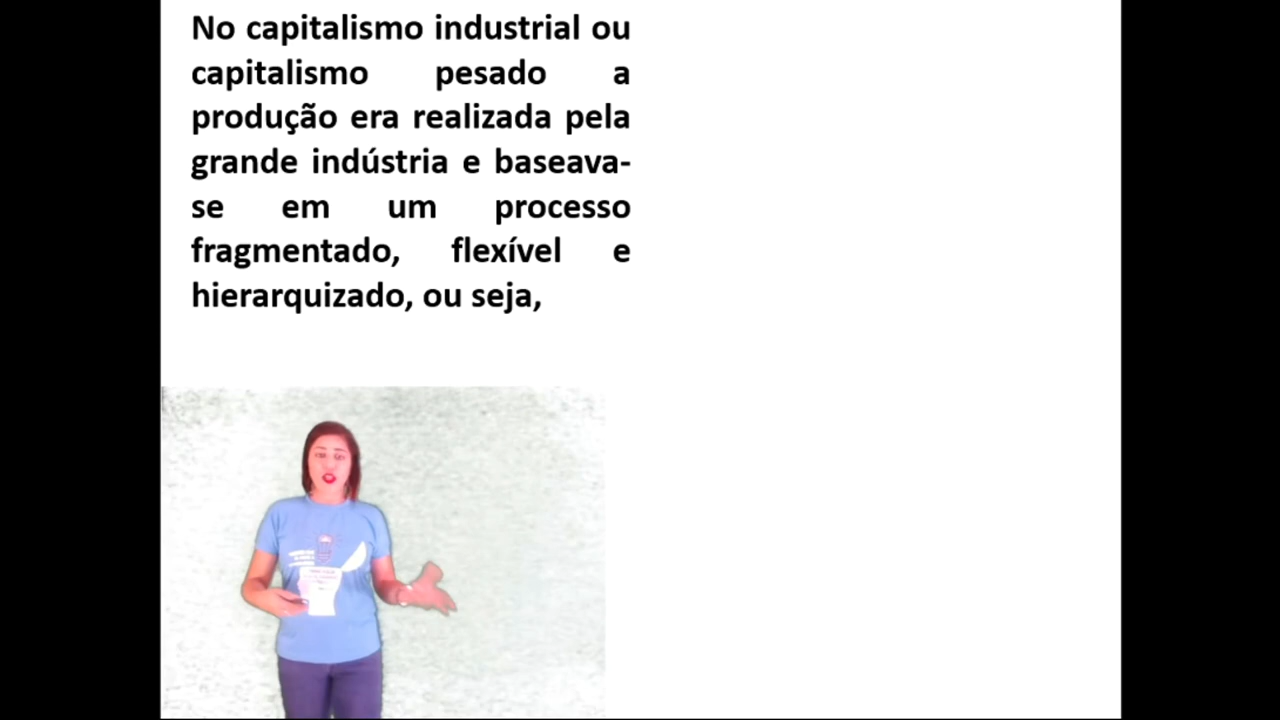 No capitalismo industrial ou
capitalismo pesado a
produção era realizada pela
grande indústria e baseava-
se em um processo
fragmentado, flexível e
hierarquizado, ou seja,